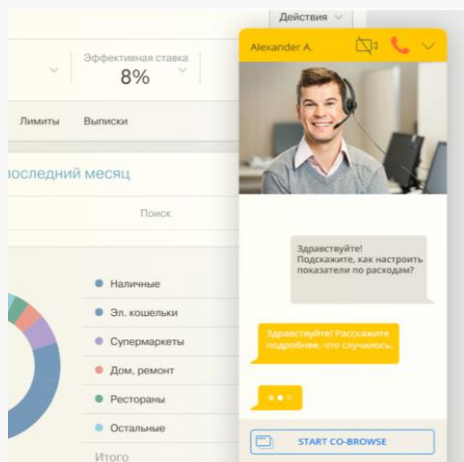 Действия
Эффективная ставка
8%
Лимиты Выписки
последний месяц
Поиск
Наличные
Эл. кошельки
Супермаркеты
Дом, ремонт
Рестораны
Остальные
Итого
Alexander A.
Здравствуйте!
Подскажите, как настроить
показатели по расходам?
Здравствуйте! Расскажите
подробнее, что случилось.
START CO-BROWSE